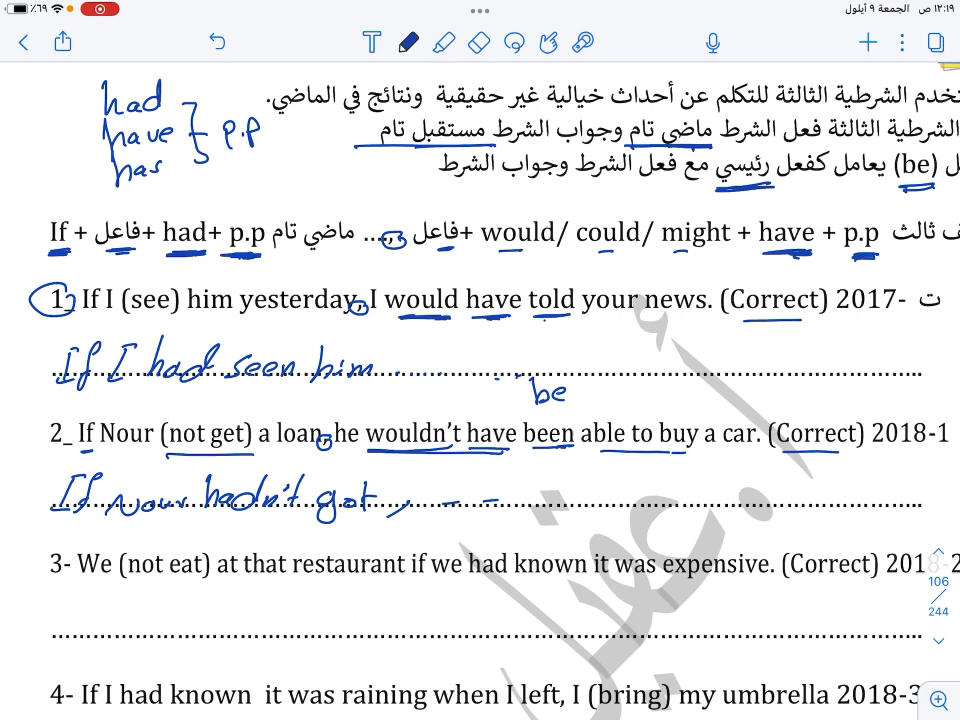 ١٢:١٩ ص الجمعة ٩ أيلول
٪٦٩
had
have
has
p.p
تخدم الشرطية الثالثة للتكلم عن أحداث خيالية غير حقيقية ونتائج في الماضي.
الشرطية الثالثة فعل الشرط ماضي تام وجواب الشرط مستقبل تام
ل (be) يعامل كفعل رئيسي مع فعل الشرط وجواب الشرط
If + فاعل+ had+ p.p ماضي تام ....,, فاعل+ would/ could/ might + have + p.p ف ثالث
1_ If I (see) him yesterday, I would have told your news. (Correct) 2017- ت
If I had seen him ......
be
2_ If Nour (not get) a loan, he wouldn't have been able to buy a car. (Correct) 2018-1
If nour hadn't got , - -
3- We (not eat) at that restaurant if we had known it was expensive. (Correct) 2018-2
4- If I had known it was raining when I left, I (bring) my umbrella 2018-3
106
244